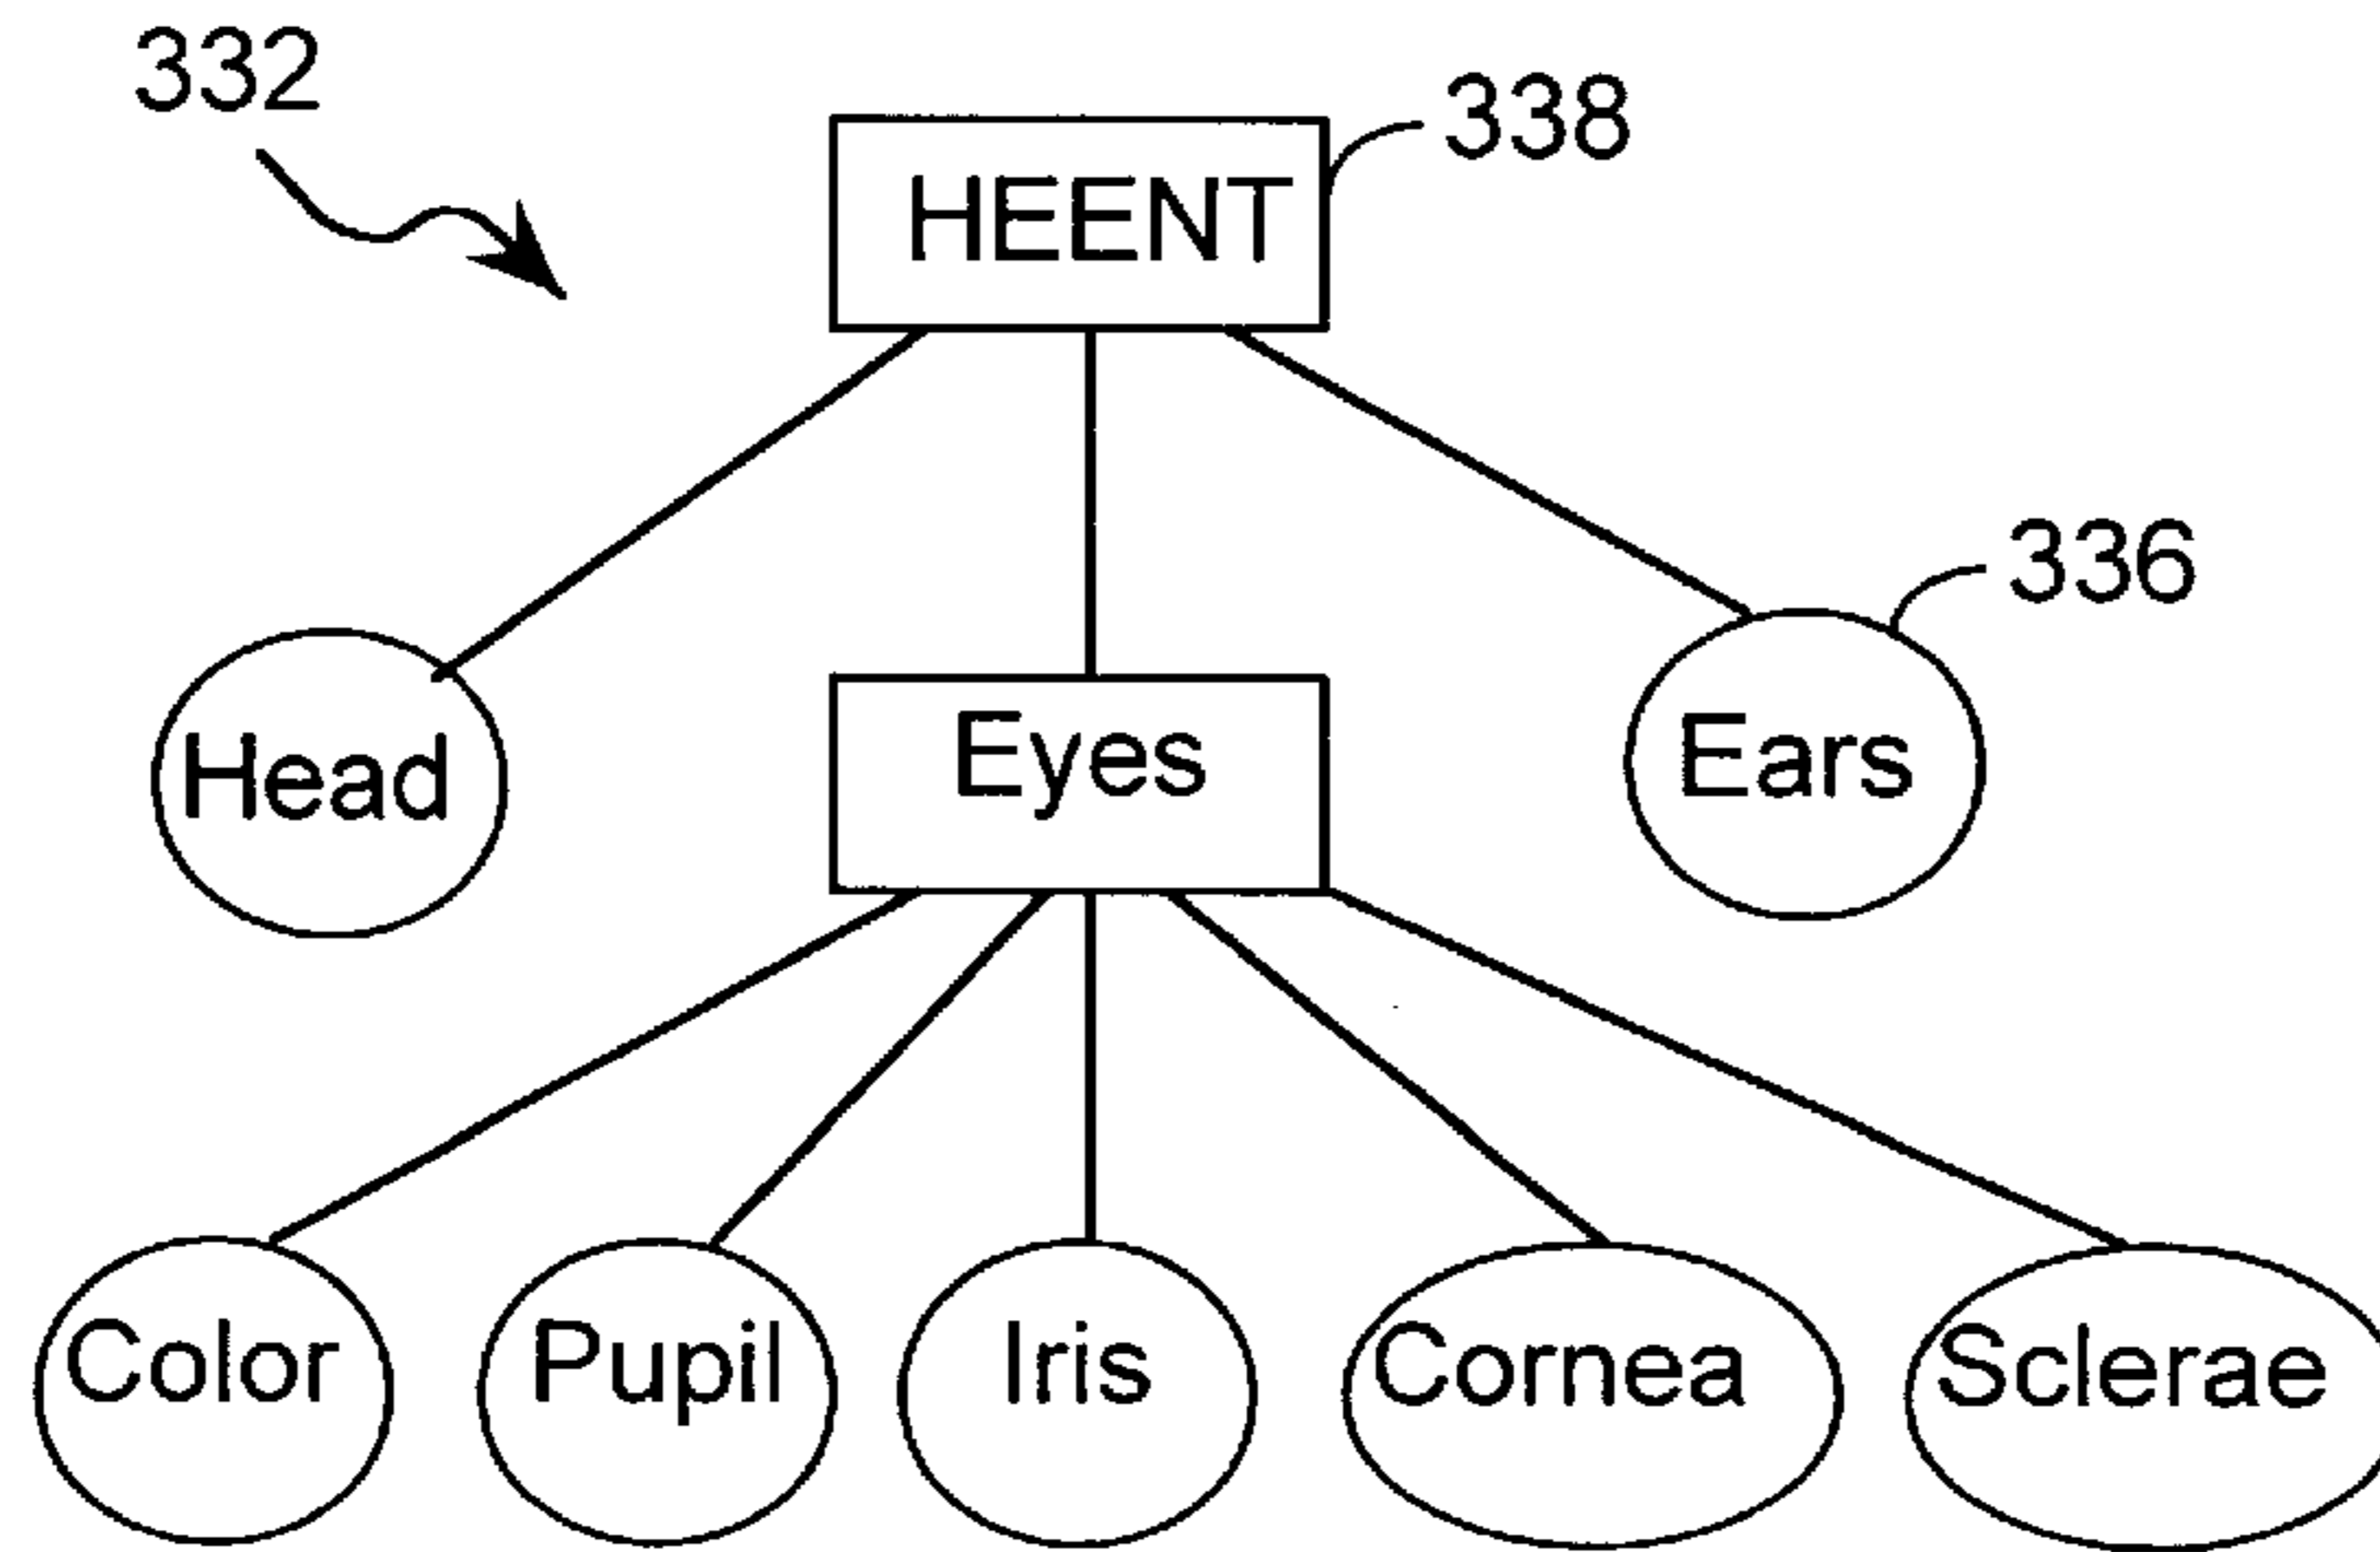 332
338
HEENT
336
Head
Eyes
Ears
Color
Pupil
Iris
Cornea
Sclerae